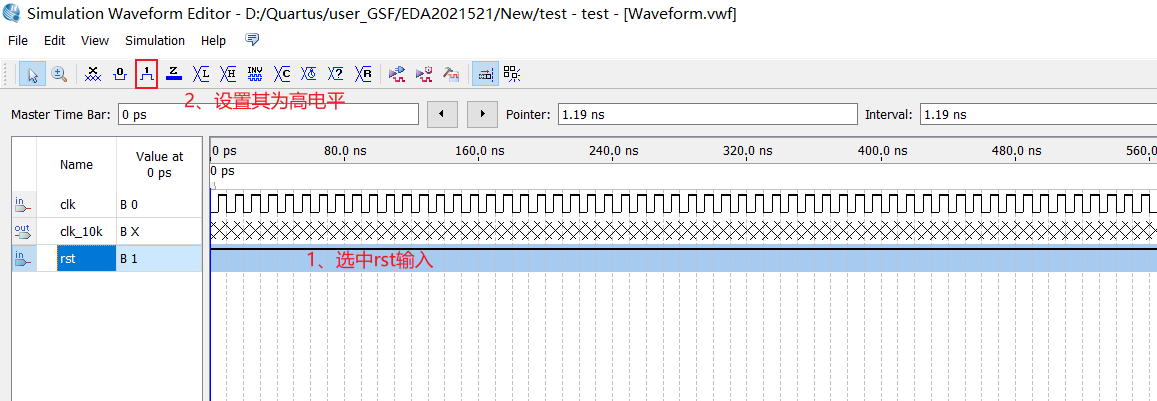 Simulation Waveform Editor - D:/Quartus/user_GSF/EDA2021521/New/test - test - [Waveform.vwf]
File Edit View Simulation Help
0 1 Z L H INV C ? R
2、设置其为高电平
Master Time Bar: 0 ps Pointer: 1.19 ns Interval: 1.19 ns
Name Value at 0 ps
0 ps 80.0 ns 160.0 ns 240.0 ns 320.0 ns 400.0 ns 480.0 ns 560.0
0 ps
in clk B 0
out clk_10k B X
in rst B 1
1、选中rst输入